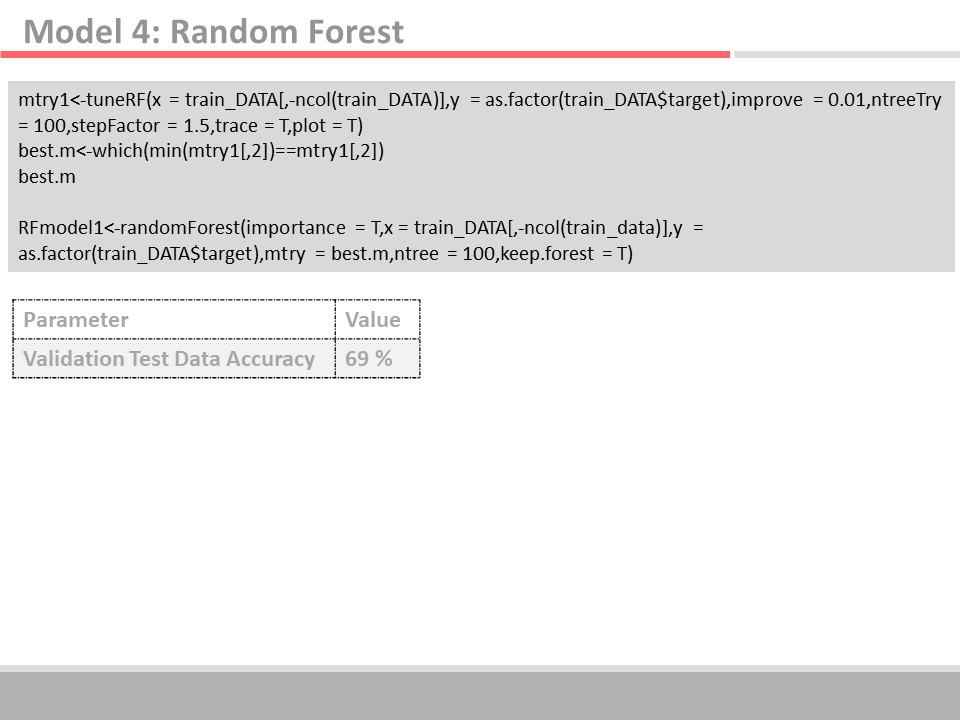 Model 4: Random Forest
mtry1<-tuneRF(x = train_DATA[,-ncol(train_DATA)],y = as.factor(train_DATA$target),improve = 0.01,ntreeTry
= 100,stepFactor = 1.5,trace = T,plot = T)
best.m<-which(min(mtry1[,2])==mtry1[,2])
best.m
RFmodel1<-randomForest(importance = T,x = train_DATA[,-ncol(train_data)],y =
as.factor(train_DATA$target),mtry = best.m,ntree = 100,keep.forest = T)
Parameter Value
Validation Test Data Accuracy 69 %